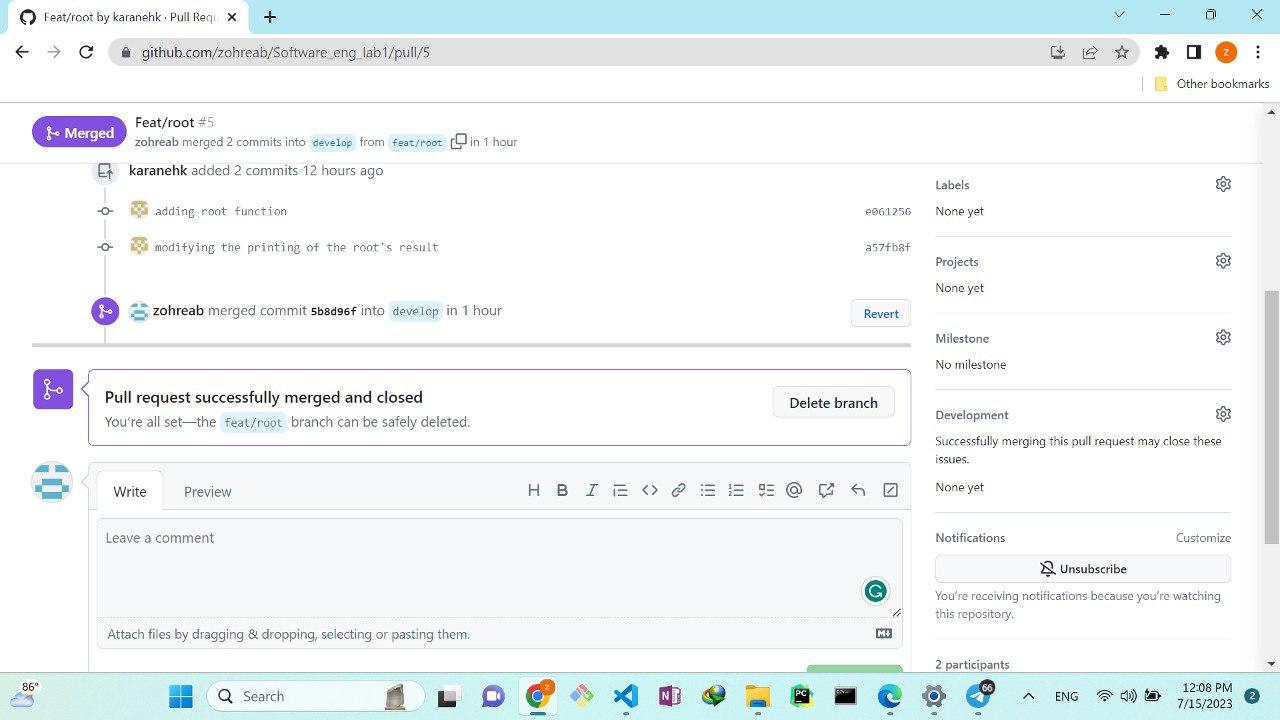 Feat/root by karanehk · Pull Requ
github.com/zohreab/Software_eng_lab1/pull/5
Z
Other bookmarks
Merged
Feat/root #5
zohreab merged 2 commits into develop from feat/root in 1 hour
karanehk added 2 commits 12 hours ago
adding root function e061256
modifying the printing of the root's result a57fb8f
zohreab merged commit 5b8d96f into develop in 1 hour
Revert
Pull request successfully merged and closed
You're all set—the feat/root branch can be safely deleted.
Delete branch
Write Preview
Leave a comment
Attach files by dragging & dropping, selecting or pasting them.
Labels
None yet
Projects
None yet
Milestone
No milestone
Development
Successfully merging this pull request may close these
issues.
None yet
Notifications Customize
Unsubscribe
You're receiving notifications because you're watching
this repository.
2 participants
86°
Search
66
ENG
12:08 PM
7/15/2023
2